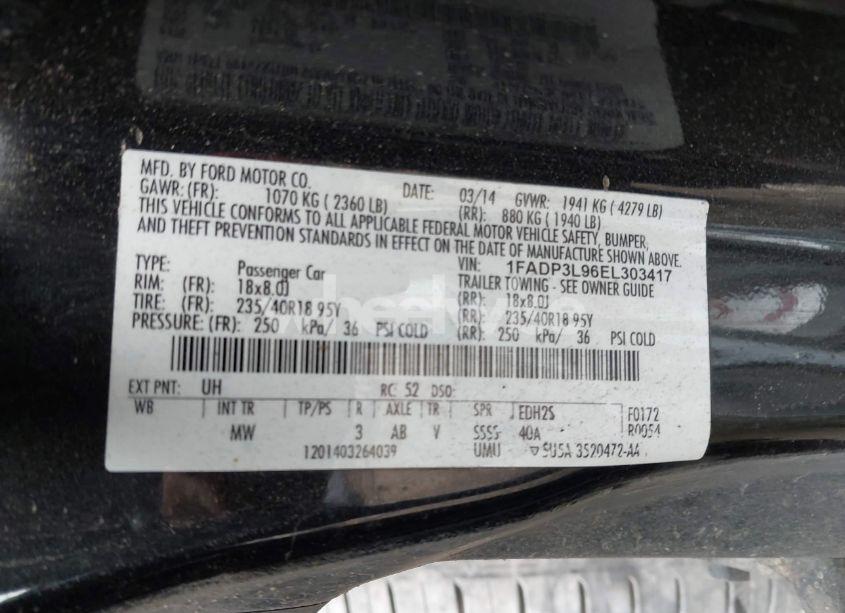 MFD. BY FORD MOTOR CO. DATE: 03/14 GVWR: 1941 KG ( 4279 LB)
GAWR: (FR): 1070 KG ( 2360 LB) (RR): 880 KG ( 1940 LB)
THIS VEHICLE CONFORMS TO ALL APPLICABLE FEDERAL MOTOR VEHICLE SAFETY, BUMPER,
AND THEFT PREVENTION STANDARDS IN EFFECT ON THE DATE OF MANUFACTURE SHOWN ABOVE.
VIN: 1FADP3L96EL303417
TYPE: Passenger Car TRAILER TOWING - SEE OWNER GUIDE
RIM: (FR) 18x8.0J (RR) 18x8.0J
TIRE: (FR) 235/40R18 95Y (RR) 235/40R18 95Y
PRESSURE: (FR) 250 kPa/ 36 PSI COLD (RR) 250 kPa/ 36 PSI COLD
EXT PNT: UH RC: 52 DSO:
WB INT TR TP/PS R AXLE TR SPR EDH2S F0172
MW 3 AB V SSSS 40A R0054
1201403264039 UMU ▽ 5U5A 3520472-AA